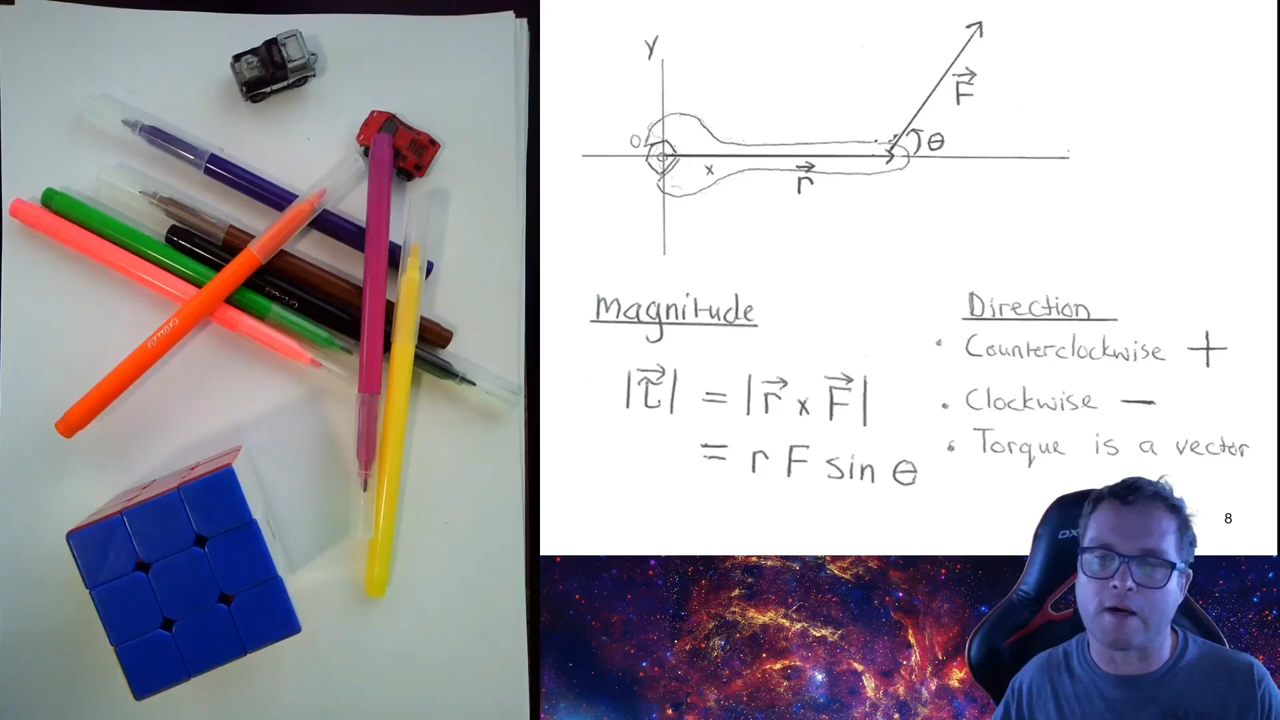 y
F
θ
O
x
r
Magnitude
|τ| = |r x F|
= r F sin θ
Direction
• Counterclockwise +
• Clockwise —
• Torque is a vector
8
DX